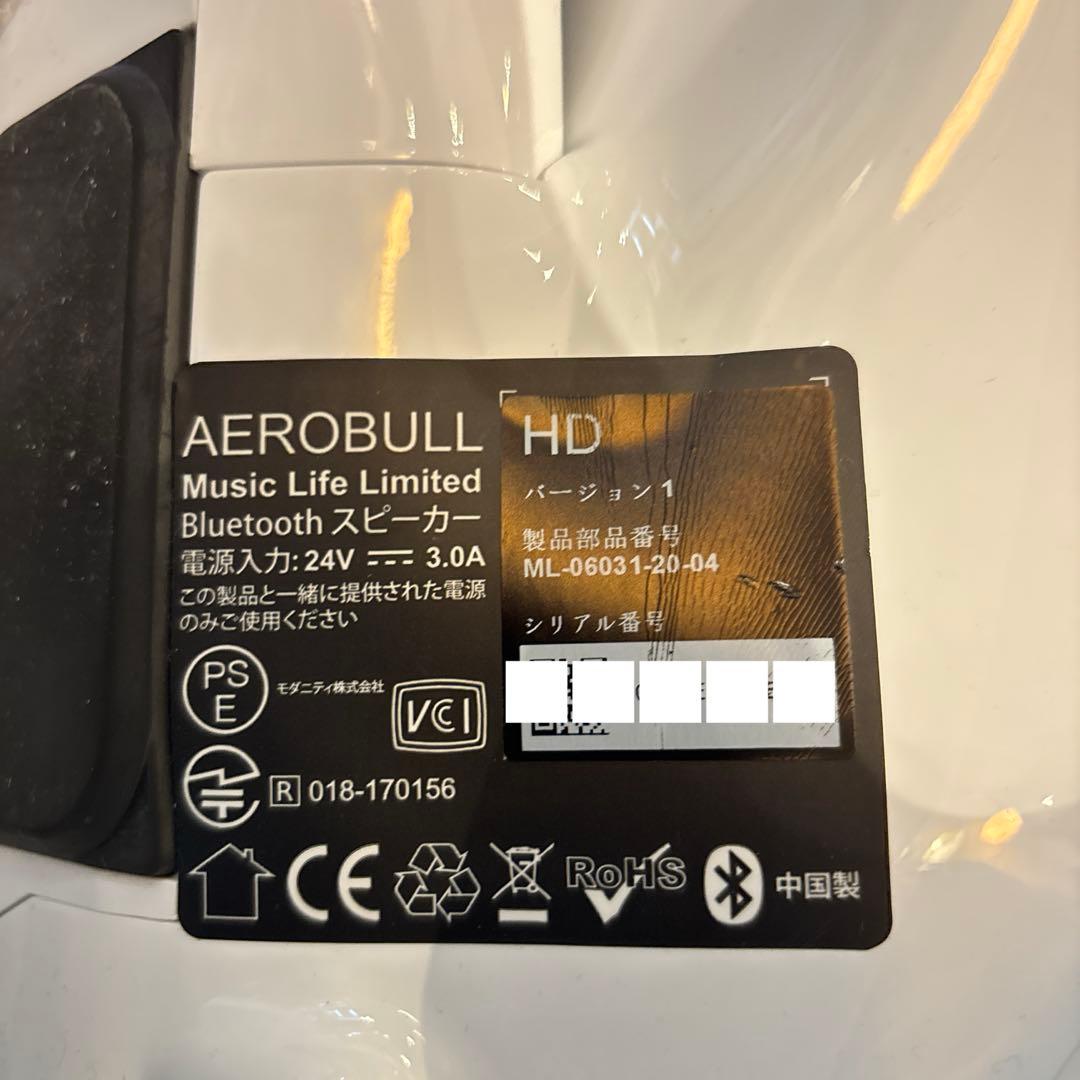 AEROBULL
Music Life Limited
Bluetooth スピーカー
電源入力: 24V ⎓ 3.0A
この製品と一緒に提供された電源
のみご使用ください
PS
E
モダニティ株式会社
VCI
R 018-170156
CE
RoHS
中国製
HD
バージョン 1
製品部品番号
ML-06031-20-04
シリアル番号